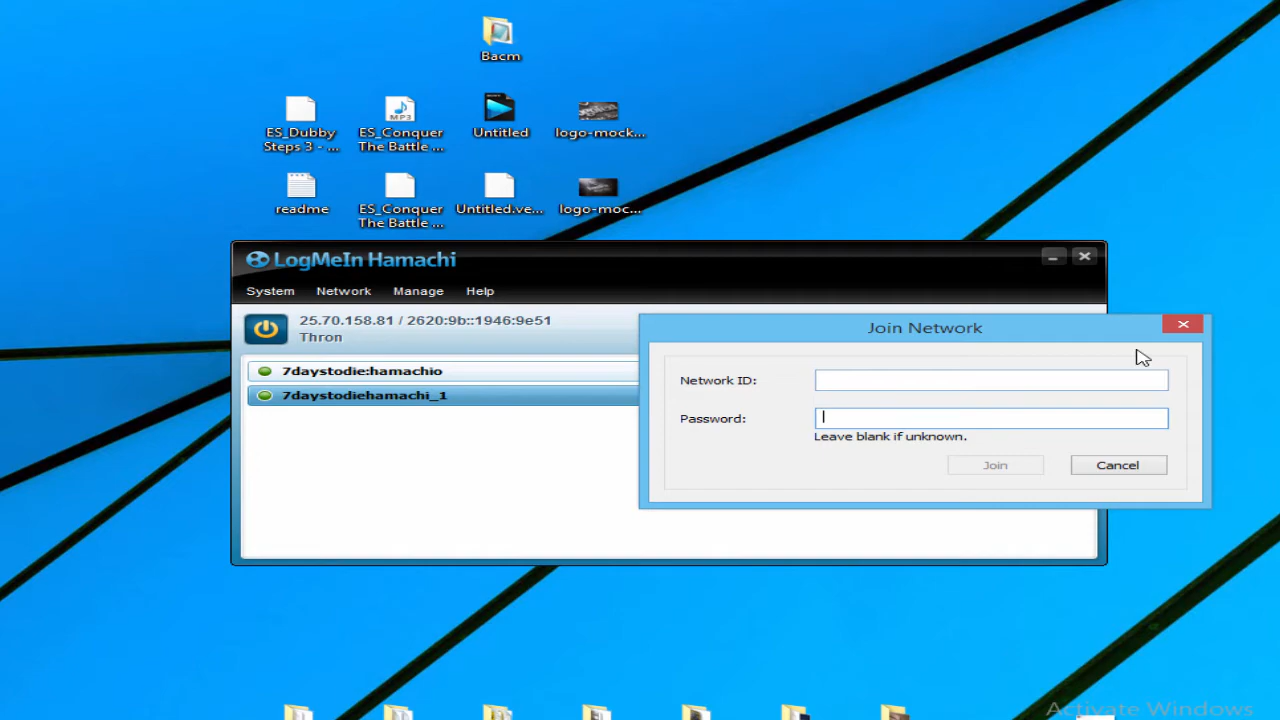 Bacm
ES_Dubby
Steps 3 - ...
ES_Conquer
The Battle ...
Untitled
logo-mock...
MP3
readme
ES_Conquer
The Battle ...
Untitled.ve...
logo-moc...
LogMeIn Hamachi
System Network Manage Help
25.70.158.81 / 2620:9b::1946:9e51
Thron
7daystodie:hamachio
7daystodiehamachi_1
Join Network
Network ID:
Password:
Leave blank if unknown.
Join Cancel
Activate Windows